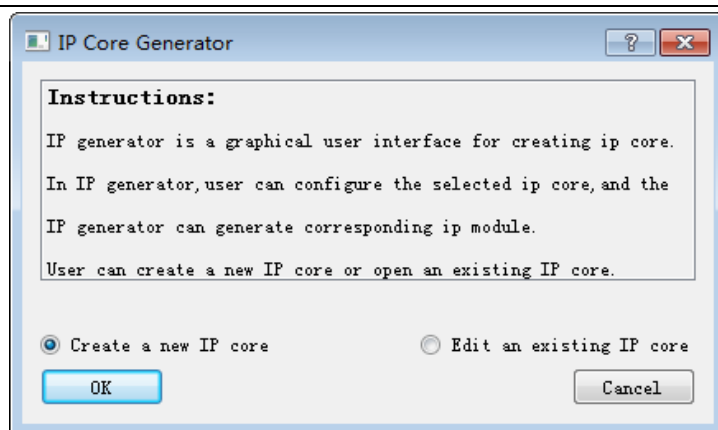 IP Core Generator
Instructions:
IP generator is a graphical user interface for creating ip core.
In IP generator,user can configure the selected ip core,and the
IP generator can generate corresponding ip module.
User can create a new IP core or open an existing IP core.
Create a new IP core Edit an existing IP core
OK Cancel